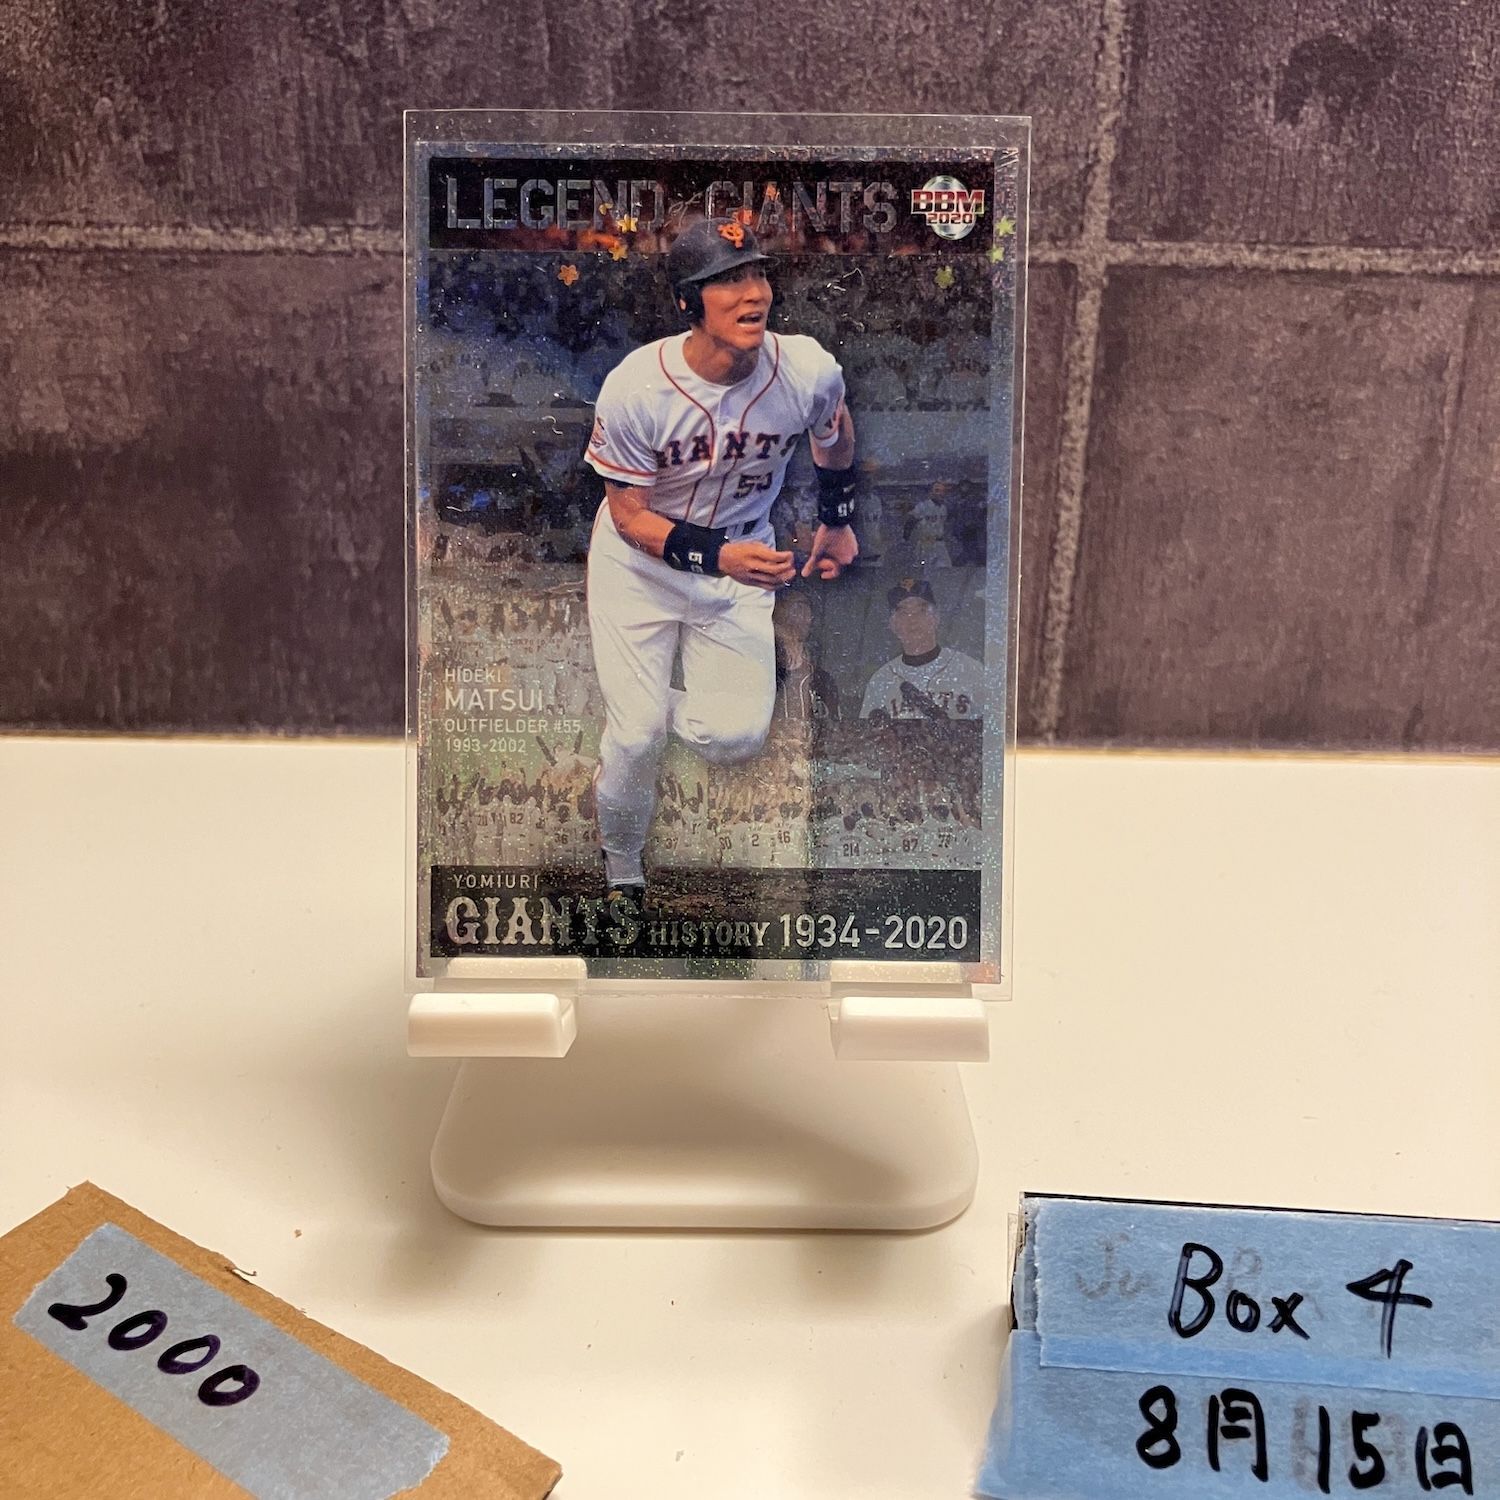 LEGEND of GIANTS
BBM
2020
GIANTS
HIDEKI
MATSUI
OUTFIELDER #55
1993-2002
YOMIURI
GIANTS HISTORY 1934-2020
2000
Box 4
8月15日